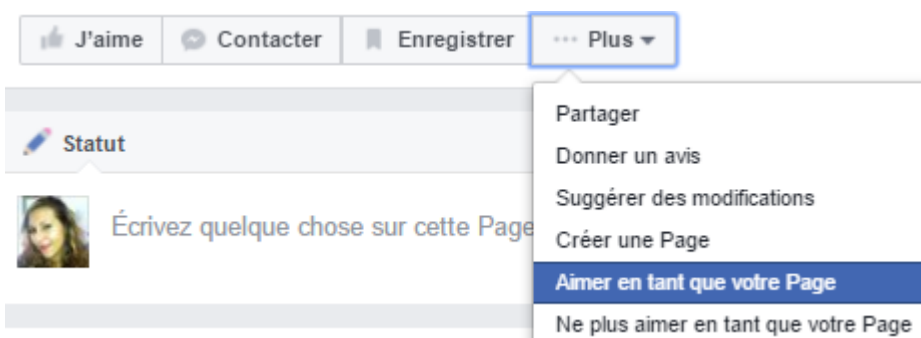 J'aime Contacter Enregistrer ··· Plus
Partager
Statut
Donner un avis
Suggérer des modifications
Écrivez quelque chose sur cette Page
Créer une Page
Aimer en tant que votre Page
Ne plus aimer en tant que votre Page